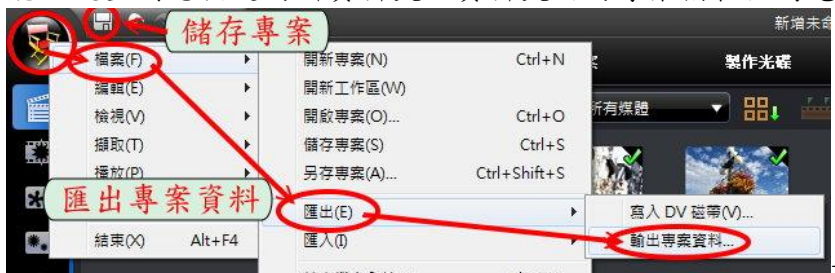 儲存專案
新增未命
檔案(F)
開新專案(N) Ctrl+N
製作光碟
編輯(E)
開新工作區(W)
檢視(V)
開啟專案(O)... Ctrl+O
所有媒體
擷取(T)
儲存專案(S) Ctrl+S
播放(P)
另存專案(A)... Ctrl+Shift+S
匯出專案資料
匯出(E)
寫入 DV 磁帶(V)...
結束(X) Alt+F4
匯入(I)
輸出專案資料...